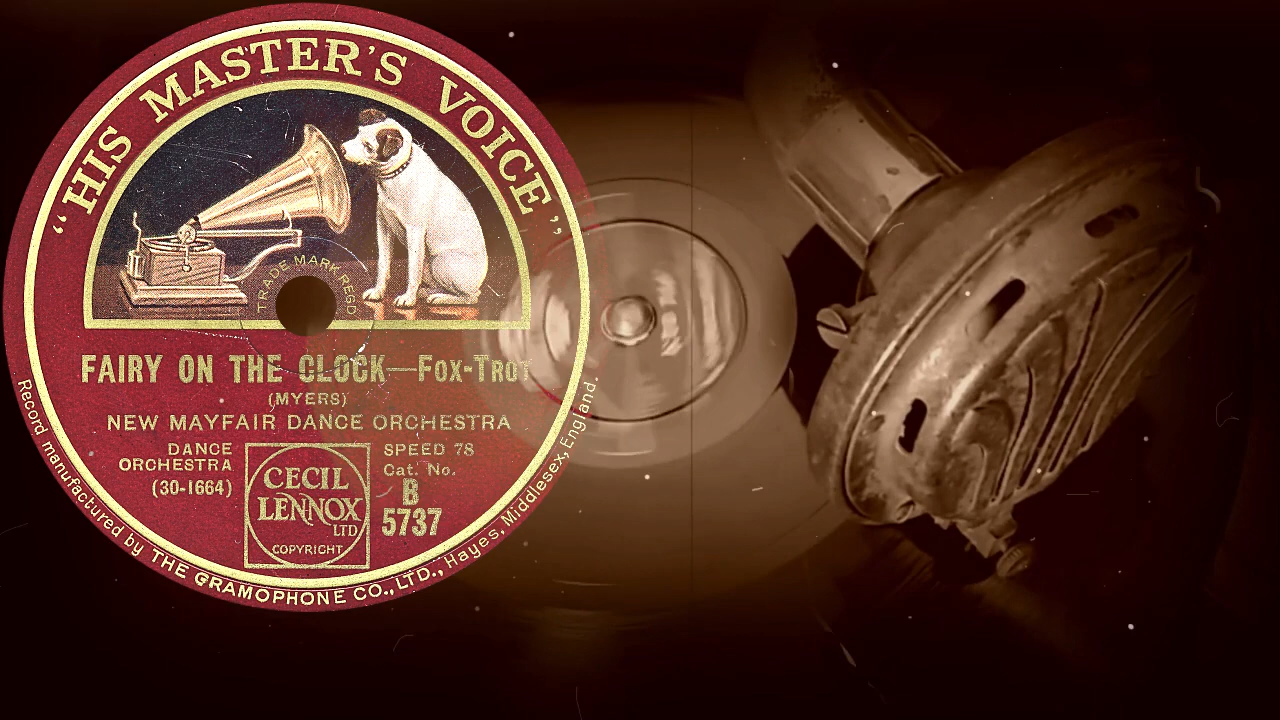 “HIS MASTER'S VOICE”
TRADE MARK REGD
FAIRY ON THE CLOCK—FOX-TROT
(MYERS)
NEW MAYFAIR DANCE ORCHESTRA
DANCE
ORCHESTRA
(30-1664)
CECIL
LENNOX
LTD
COPYRIGHT
SPEED 78
Cat. No.
B
5737
Record manufactured by THE GRAMOPHONE CO., LTD., Hayes, Middlesex, England.